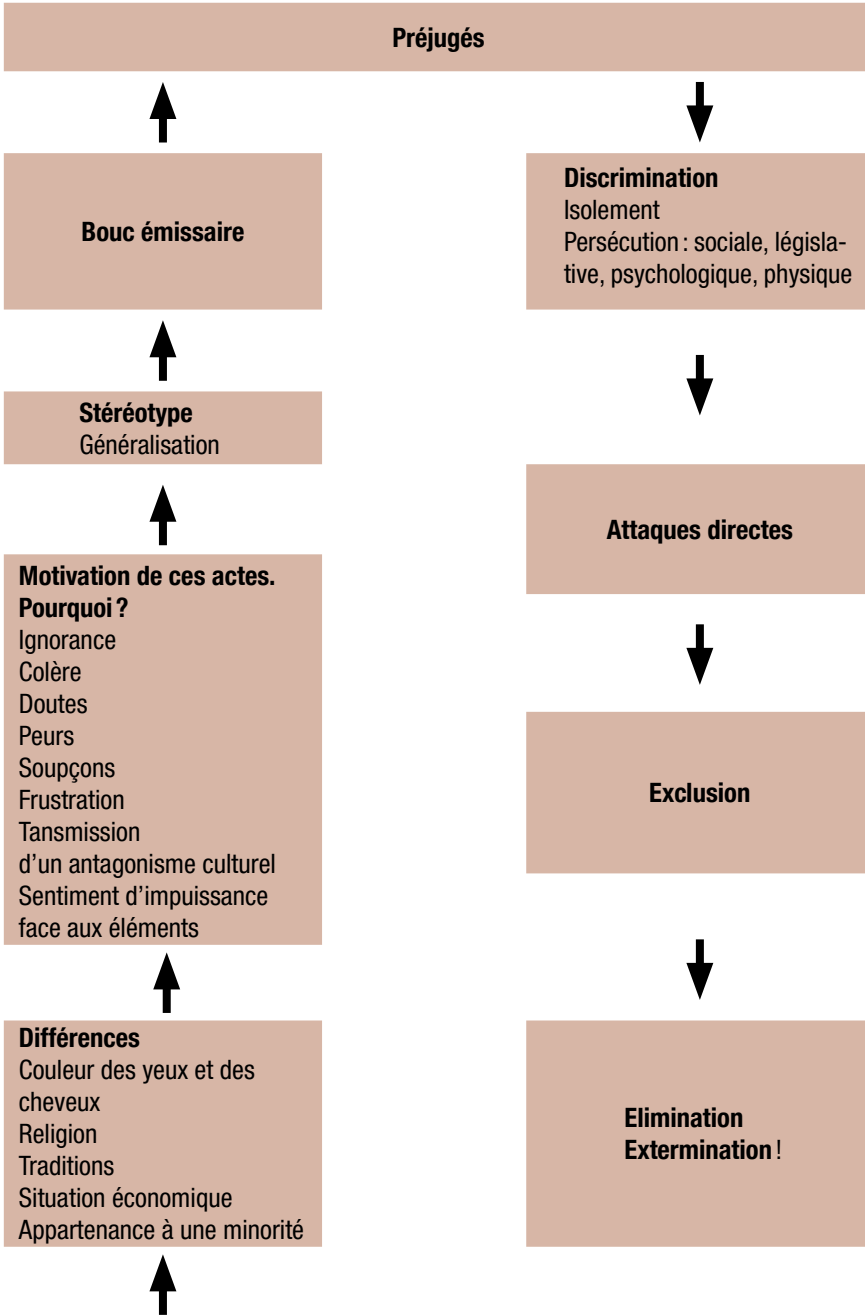 Préjugés
Bouc émissaire
Stéréotype
Généralisation
Motivation de ces actes.
Pourquoi ?
Ignorance
Colère
Doutes
Peurs
Soupçons
Frustration
Tansmission
d’un antagonisme culturel
Sentiment d’impuissance
face aux éléments
Différences
Couleur des yeux et des
cheveux
Religion
Traditions
Situation économique
Appartenance à une minorité
Discrimination
Isolement
Persécution : sociale, législa-
tive, psychologique, physique
Attaques directes
Exclusion
Elimination
Extermination !